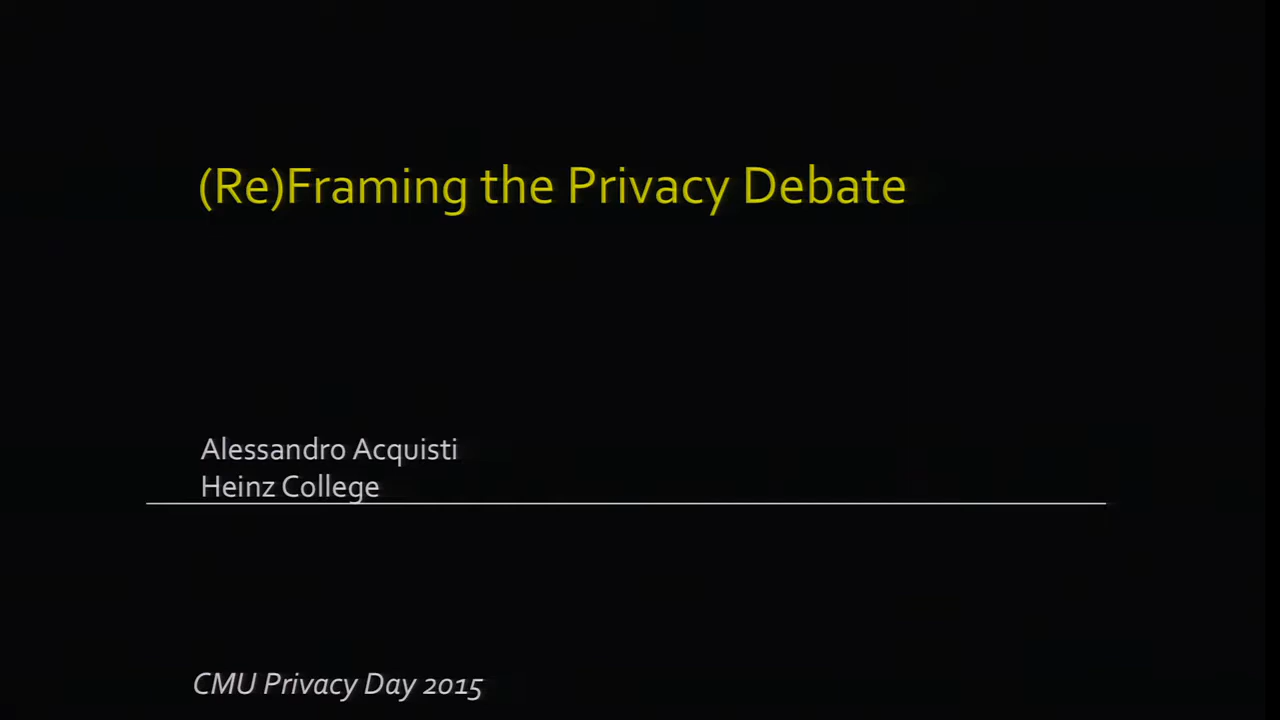 (Re)Framing the Privacy Debate
Alessandro Acquisti
Heinz College
CMU Privacy Day 2015